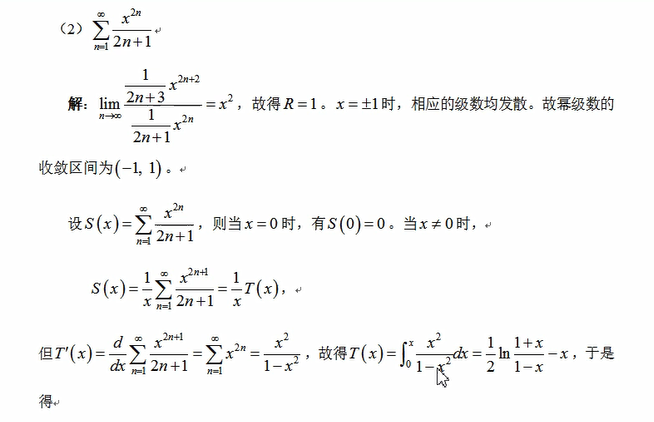 （2） $\sum_{n=1}^{\infty}\frac{x^{2n}}{2n+1}$
解： $\lim_{n\to\infty}\frac{\frac{1}{2n+3}x^{2n+2}}{\frac{1}{2n+1}x^{2n}}=x^{2}$，故得 $R=1$。$x=\pm1$ 时，相应的级数均发散。故幂级数的
收敛区间为 $(-1,1)$。
设 $S(x)=\sum_{n=1}^{\infty}\frac{x^{2n}}{2n+1}$，则当 $x=0$ 时，有 $S(0)=0$。当 $x\neq0$ 时，
$S(x)=\frac{1}{x}\sum_{n=1}^{\infty}\frac{x^{2n+1}}{2n+1}=\frac{1}{x}T(x)$，
但 $T'(x)=\frac{d}{dx}\sum_{n=1}^{\infty}\frac{x^{2n+1}}{2n+1}=\sum_{n=1}^{\infty}x^{2n}=\frac{x^{2}}{1-x^{2}}$，故得 $T(x)=\int_{0}^{x}\frac{x^{2}}{1-x^{2}}dx=\frac{1}{2}\ln\frac{1+x}{1-x}-x$，于是
得